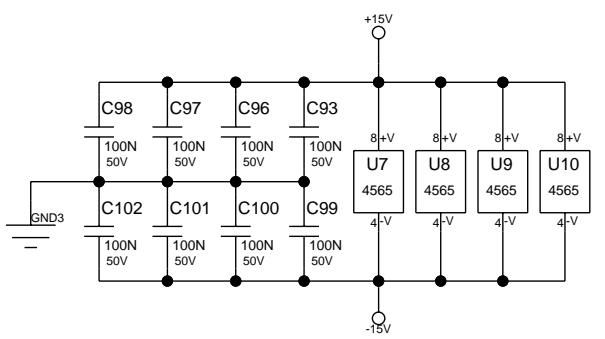 +15V
C98 C97 C96 C93
100N 100N 100N 100N
50V 50V 50V 50V
8 +V 8 +V 8 +V 8 +V
U7 U8 U9 U10
4565 4565 4565 4565
4 -V 4 -V 4 -V 4 -V
GND3
C102 C101 C100 C99
100N 100N 100N 100N
50V 50V 50V 50V
-15V